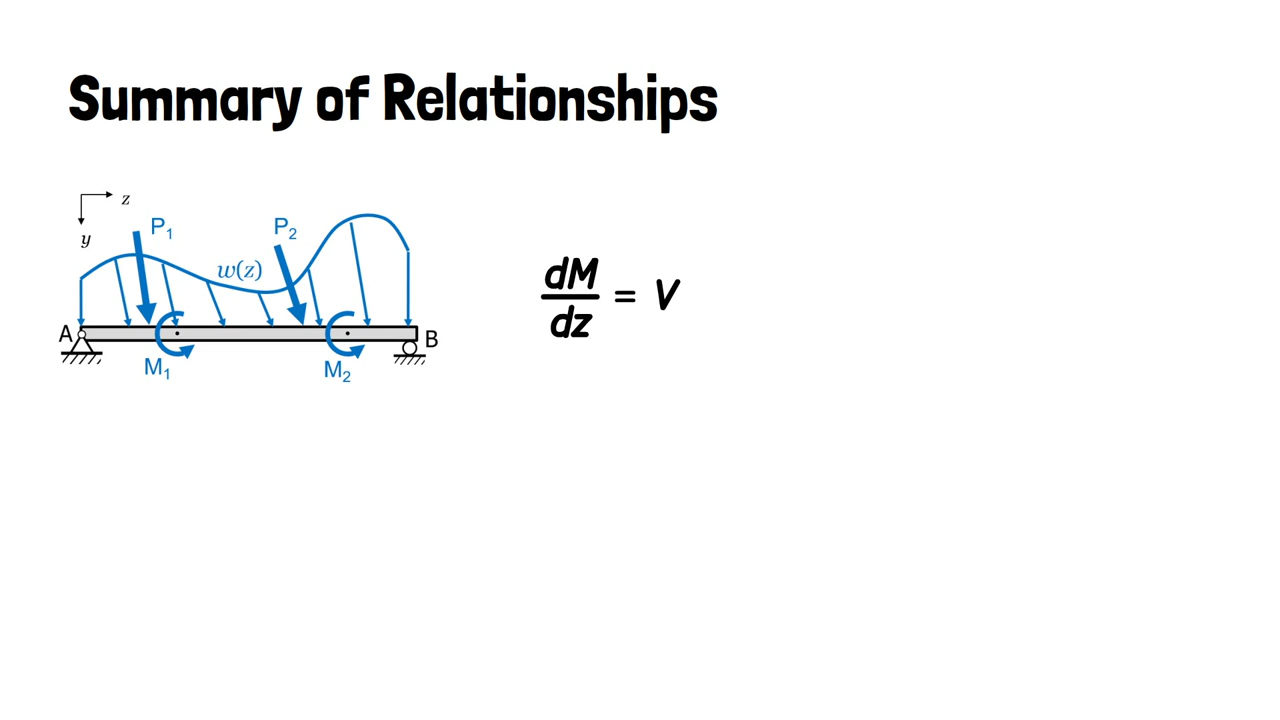 Summary of Relationships
z
y
P₁
P₂
w(z)
A
B
M₁
M₂
dM
dz
= V